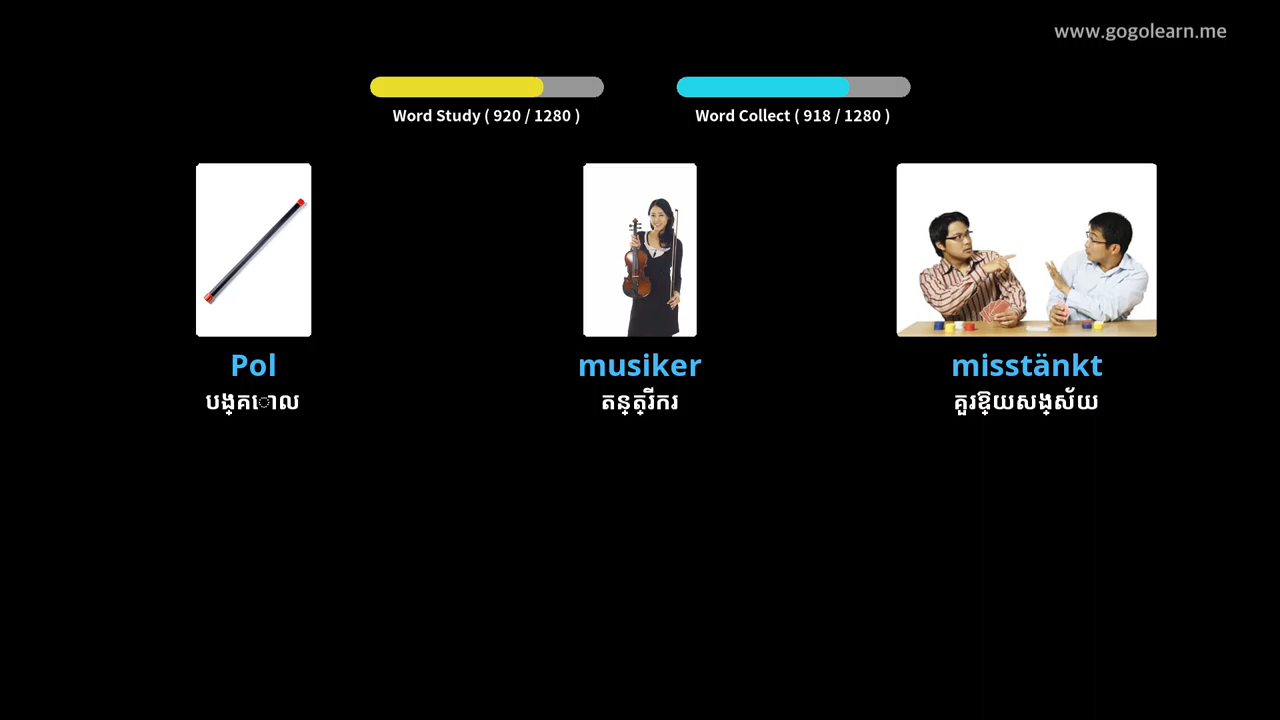 www.gogolearn.me
Word Study ( 920 / 1280 )
Word Collect ( 918 / 1280 )
Pol
musiker
misstänkt
បង្គោល
តន្ត្រីករ
គួរឱ្យសង្ស័យ